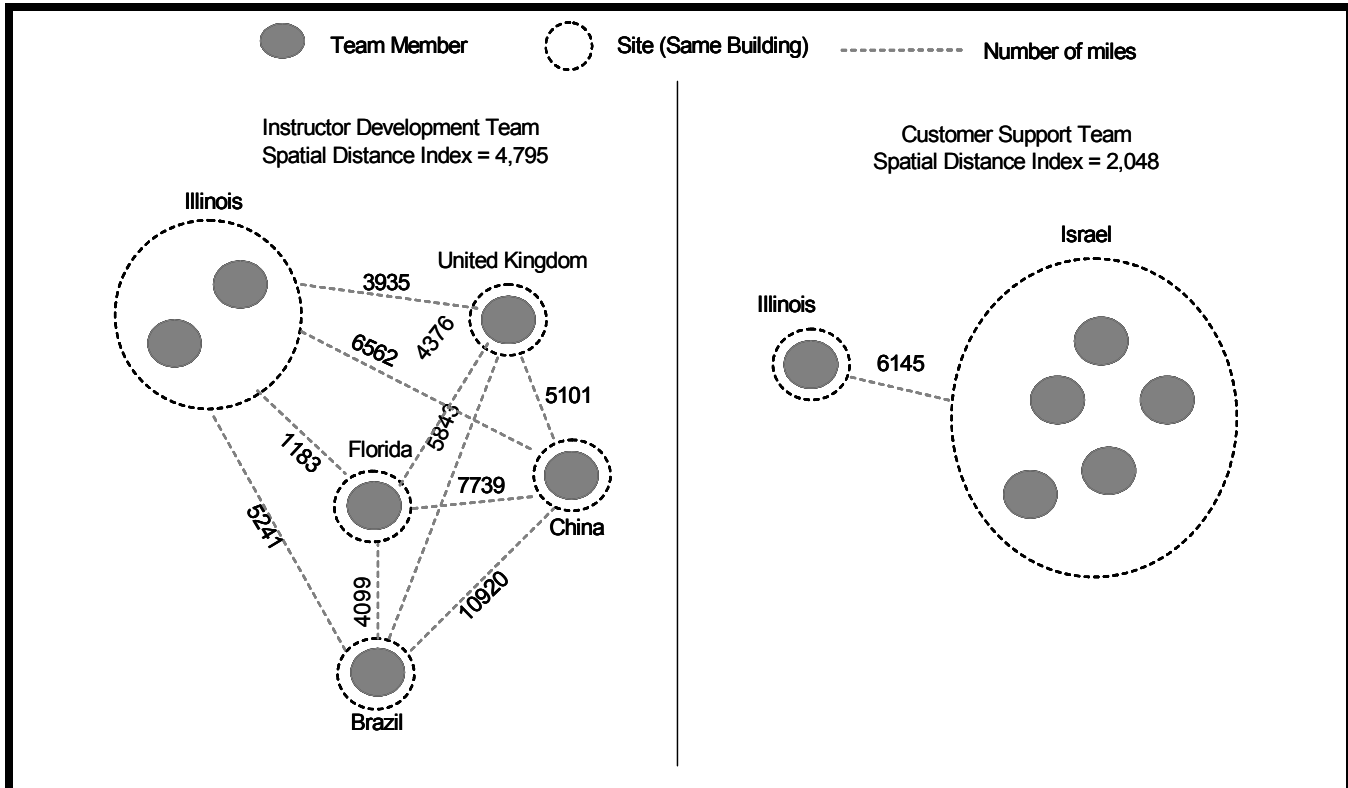 Team Member
Site (Same Building)
Number of miles
Instructor Development Team
Spatial Distance Index = 4,795
Illinois
United Kingdom
3935
4376
6562
5101
5843
1183
Florida
7739
China
5241
4099
10920
Brazil
Customer Support Team
Spatial Distance Index = 2,048
Israel
Illinois
6145